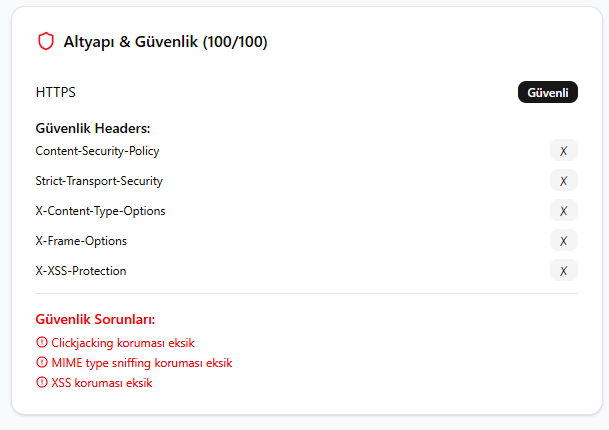 Altyapı & Güvenlik (100/100)
HTTPS Güvenli
Güvenlik Headers:
Content-Security-Policy X
Strict-Transport-Security X
X-Content-Type-Options X
X-Frame-Options X
X-XSS-Protection X
Güvenlik Sorunları:
Clickjacking koruması eksik
MIME type sniffing koruması eksik
XSS koruması eksik